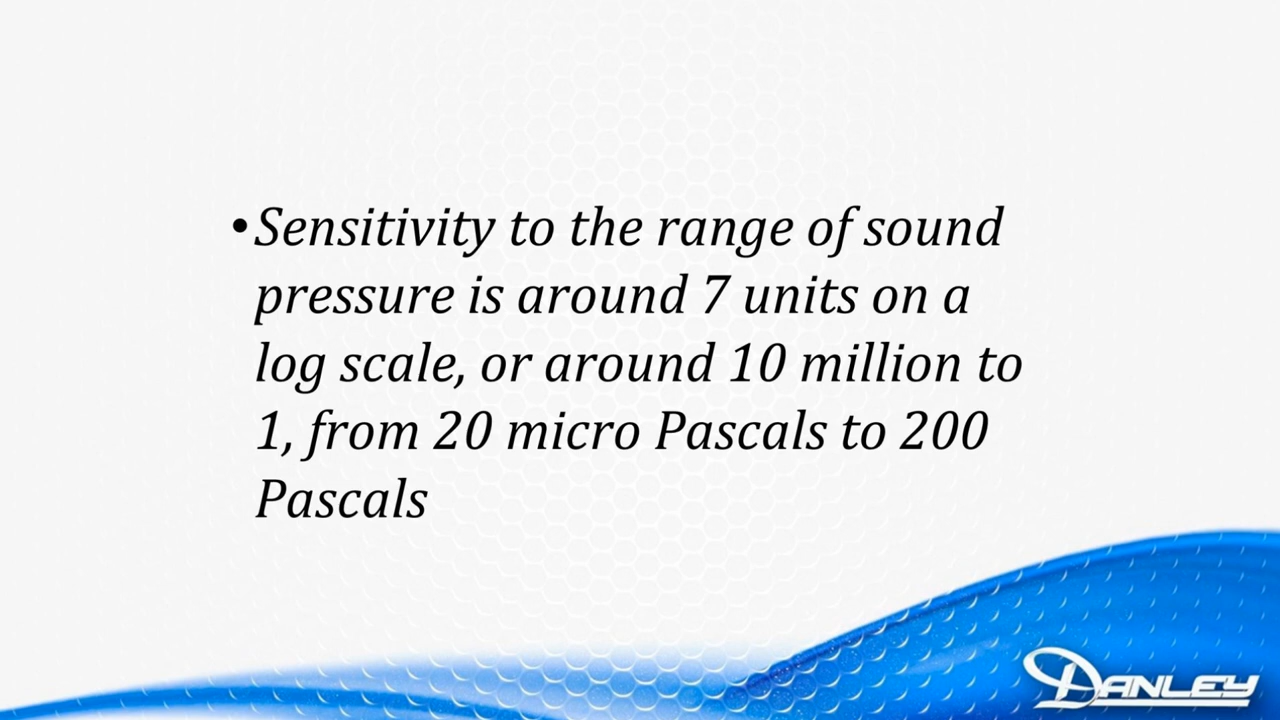 •Sensitivity to the range of sound
pressure is around 7 units on a
log scale, or around 10 million to
1, from 20 micro Pascals to 200
Pascals
DANLEY